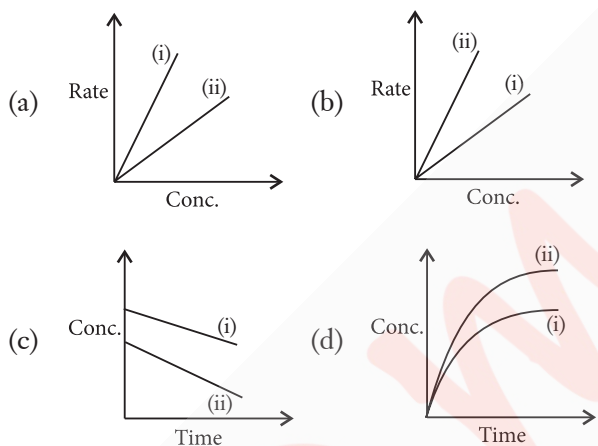 (a)
Rate
(i)
(ii)
Conc.
(b)
Rate
(ii)
(i)
Conc.
(c)
Conc.
(i)
(ii)
Time
(d)
Conc.
(ii)
(i)
Time